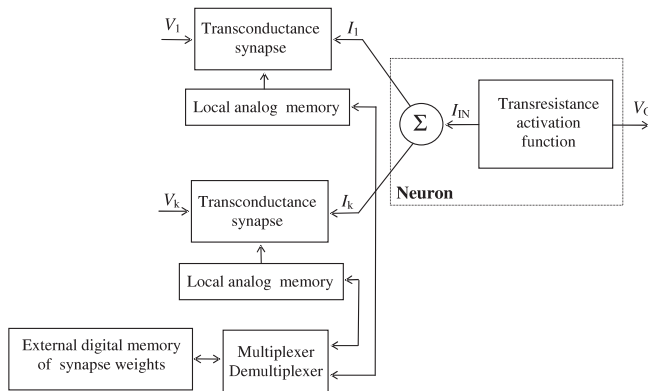 V1
Transconductance
synapse
I1
Local analog memory
Σ
IIN
Transresistance
activation
function
VO
Neuron
Vk
Transconductance
synapse
Ik
Local analog memory
External digital memory
of synapse weights
Multiplexer
Demultiplexer